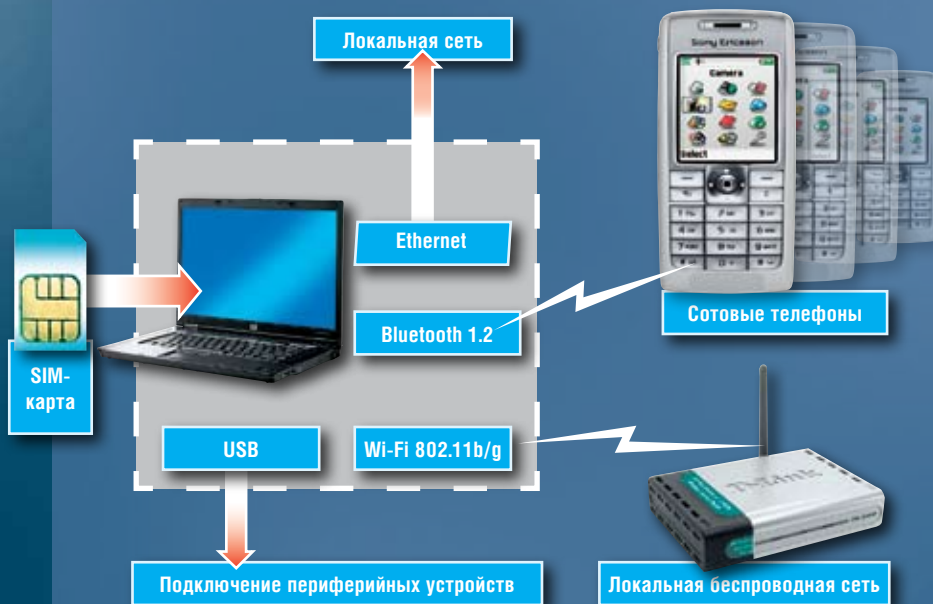 Локальная сеть
Sony Ericsson
Camera
Select
Ethernet
Bluetooth 1.2
Сотовые телефоны
SIM-
карта
USB
Wi-Fi 802.11b/g
D-Link
Подключение периферийных устройств
Локальная беспроводная сеть